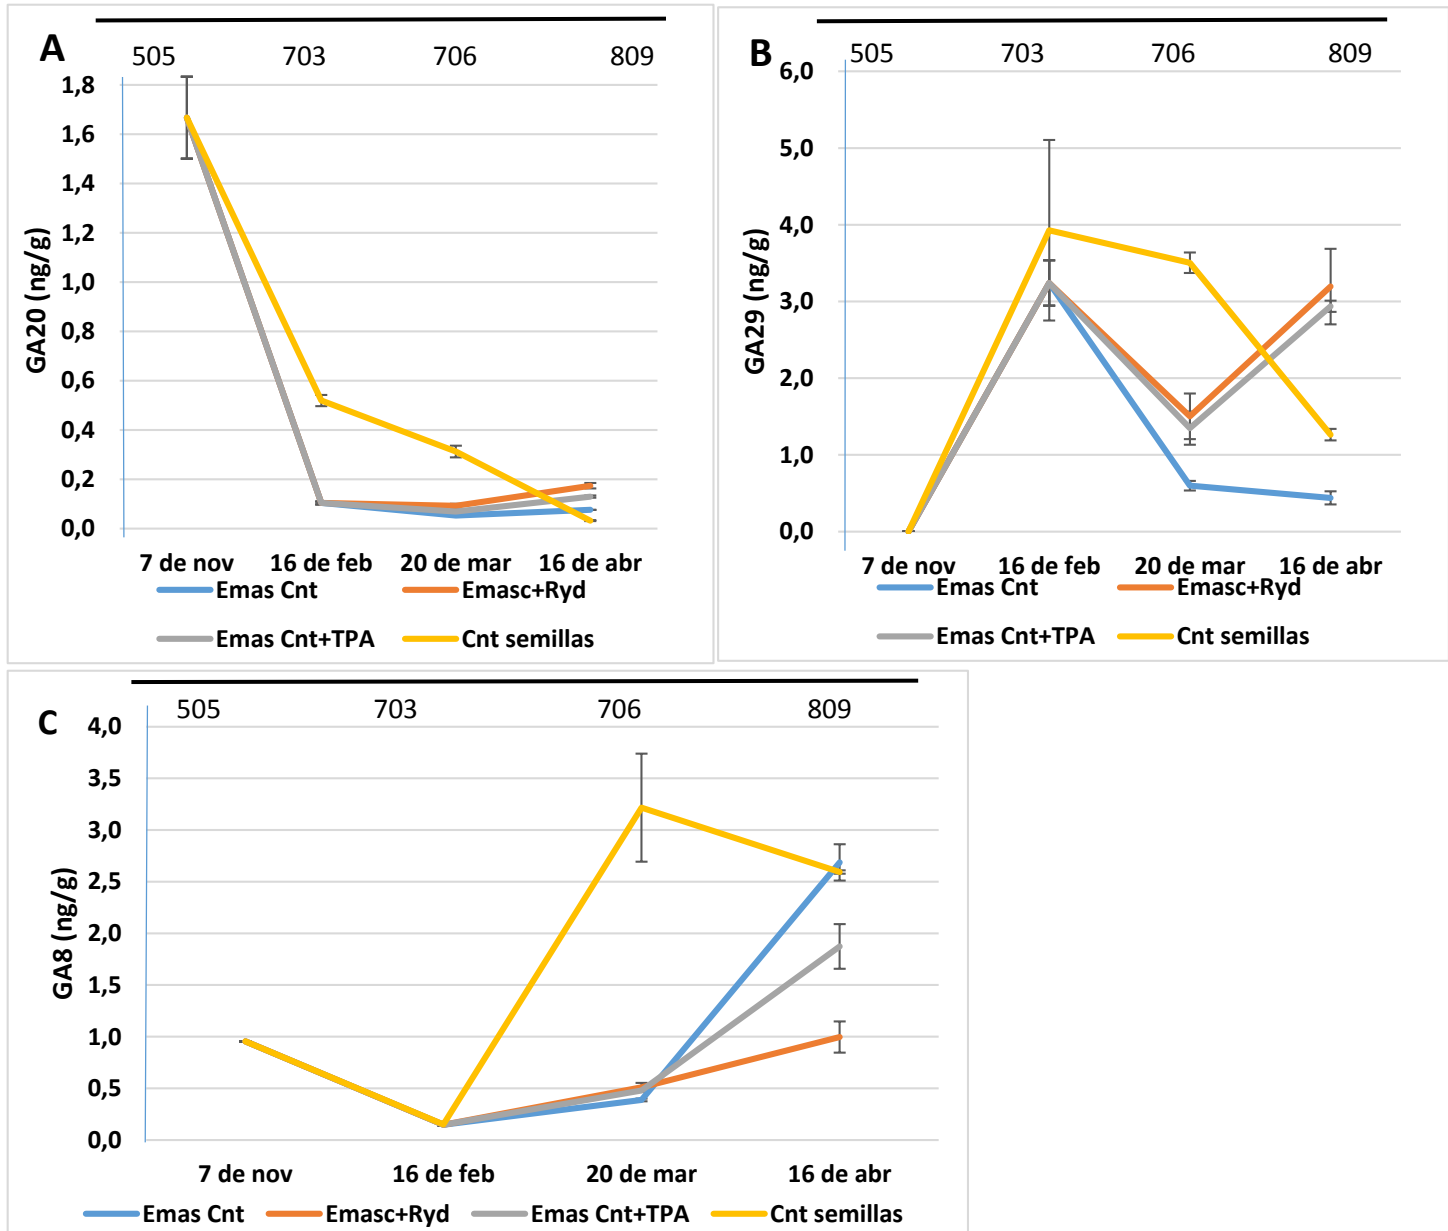 A
505 703 706 809
GA20 (ng/g)
1,8
1,6
1,4
1,2
1,0
0,8
0,6
0,4
0,2
0,0
7 de nov 16 de feb 20 de mar 16 de abr
Emas Cnt Emasc+Ryd
Emas Cnt+TPA Cnt semillas
B
505 703 706 809
GA29 (ng/g)
6,0
5,0
4,0
3,0
2,0
1,0
0,0
7 de nov 16 de feb 20 de mar 16 de abr
Emas Cnt Emasc+Ryd
Emas Cnt+TPA Cnt semillas
C
505 703 706 809
GA8 (ng/g)
4,0
3,5
3,0
2,5
2,0
1,5
1,0
0,5
0,0
7 de nov 16 de feb 20 de mar 16 de abr
Emas Cnt Emasc+Ryd Emas Cnt+TPA Cnt semillas